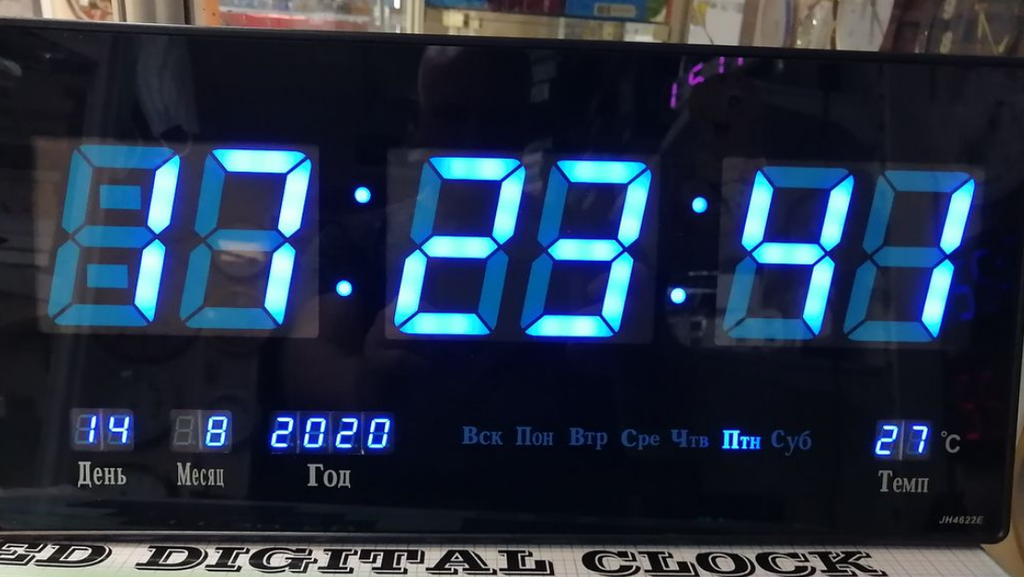 17:23:41
14 8 2020 Вск Пон Втр Сре Чтв Птн Суб 27 °C
День Месяц Год Темп
JH4622E
ED DIGITAL CLOCK